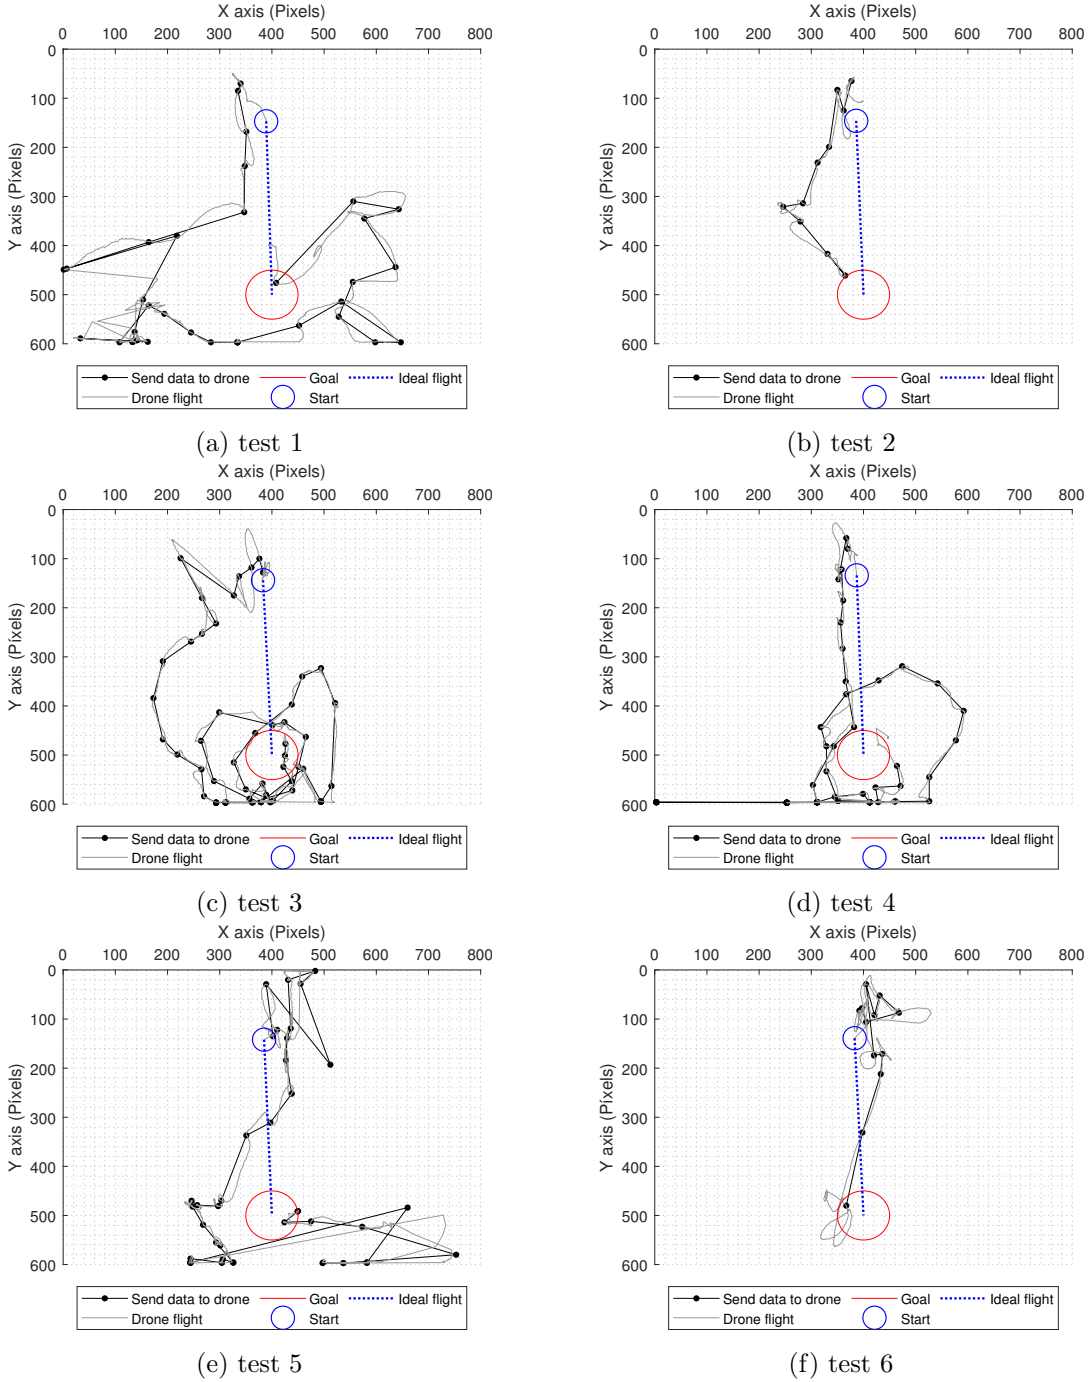 X axis (Pixels) X axis (Pixels)
0 100 200 300 400 500 600 700 800 0 100 200 300 400 500 600 700 800
0 0
100 100
200 200
300 300
400 400
500 500
600 600
Y axis (Píxels) Y axis (Píxels)
Send data to drone Goal Ideal flight Send data to drone Goal Ideal flight
Drone flight Start Drone flight Start
(a) test 1 (b) test 2
X axis (Pixels) X axis (Pixels)
0 100 200 300 400 500 600 700 800 0 100 200 300 400 500 600 700 800
0 0
100 100
200 200
300 300
400 400
500 500
600 600
Y axis (Píxels) Y axis (Píxels)
Send data to drone Goal Ideal flight Send data to drone Goal Ideal flight
Drone flight Start Drone flight Start
(c) test 3 (d) test 4
X axis (Pixels) X axis (Pixels)
0 100 200 300 400 500 600 700 800 0 100 200 300 400 500 600 700 800
0 0
100 100
200 200
300 300
400 400
500 500
600 600
Y axis (Píxels) Y axis (Píxels)
Send data to drone Goal Ideal flight Send data to drone Goal Ideal flight
Drone flight Start Drone flight Start
(e) test 5 (f) test 6